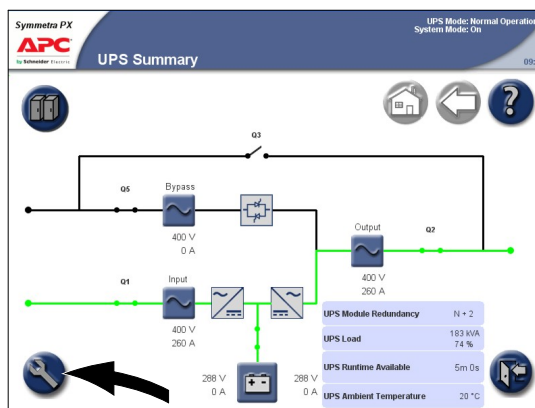 Symmetra PX
APC
by Schneider Electric
UPS Summary
UPS Mode: Normal Operation
System Mode: On
09:
Q3
Q5
Bypass
400 V
0 A
Output
Q2
400 V
260 A
Q1
Input
400 V
260 A
288 V
0 A
288 V
0 A
UPS Module Redundancy N + 2
UPS Load 183 kVA
74 %
UPS Runtime Available 5m 0s
UPS Ambient Temperature 20 °C